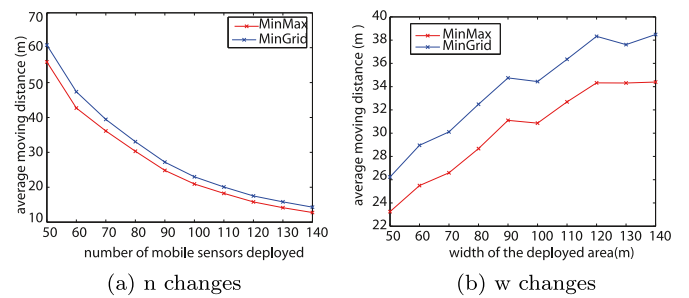 average moving distance (m)
70
60
50
40
30
20
10
MinMax
MinGrid
50 60 70 80 90 100 110 120 130 140
number of mobile sensors deployed
(a) n changes
average moving distance (m)
40
38
36
34
32
30
28
26
24
22
MinMax
MinGrid
50 60 70 80 90 100 110 120 130 140
width of the deployed area(m)
(b) w changes